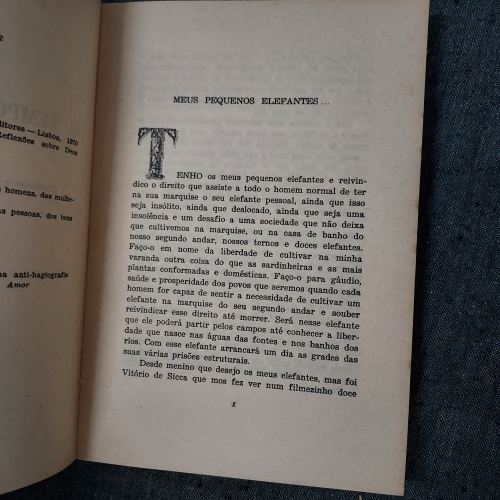 itores — Lisboa, 1970
eflexões sobre Deus
s homens, das mulhe-
as pessoas, dos bens
na anti-hagiografia
Amor
MEUS PEQUENOS ELEFANTES...
TENHO os meus pequenos elefantes e reivin-
dico o direito que assiste a todo o homem normal de ter
na sua marquise o seu elefante pessoal, ainda que isso
seja insólito, ainda que deslocado, ainda que seja uma
insolência e um desafio a uma sociedade que não deixa
que cultivemos na marquise, ou na casa de banho do
nosso segundo andar, nossos ternos e doces elefantes.
Faço-o em nome da liberdade de cultivar na minha
varanda outra coisa do que as sardinheiras e as mais
plantas conformadas e domésticas. Faço-o para gáudio,
saúde e prosperidade dos povos que seremos quando cada
homem for capaz de sentir a necessidade de cultivar um
elefante na marquise do seu segundo andar e souber
reivindicar esse direito até morrer. Será nesse elefante
que ele poderá partir pelos campos até conhecer a liber-
dade que nasce nas águas das fontes e nos banhos dos
rios. Com esse elefante arrancará um dia as grades das
suas várias prisões estruturais.
Desde menino que desejo os meus elefantes, mas foi
Vitório de Sicca que mos fez ver num filmezinho doce
1